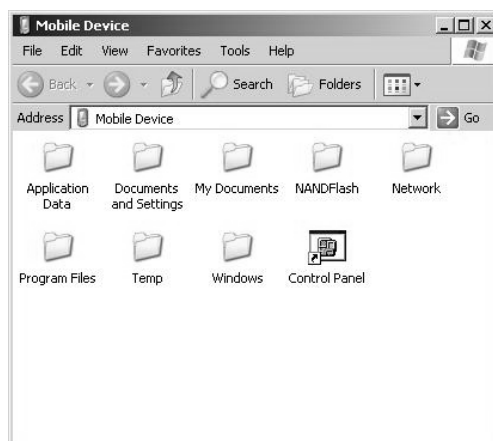 Mobile Device
File Edit View Favorites Tools Help
Back Search Folders
Address Mobile Device Go
Application Data Documents and Settings My Documents NANDFlash Network
Program Files Temp Windows Control Panel